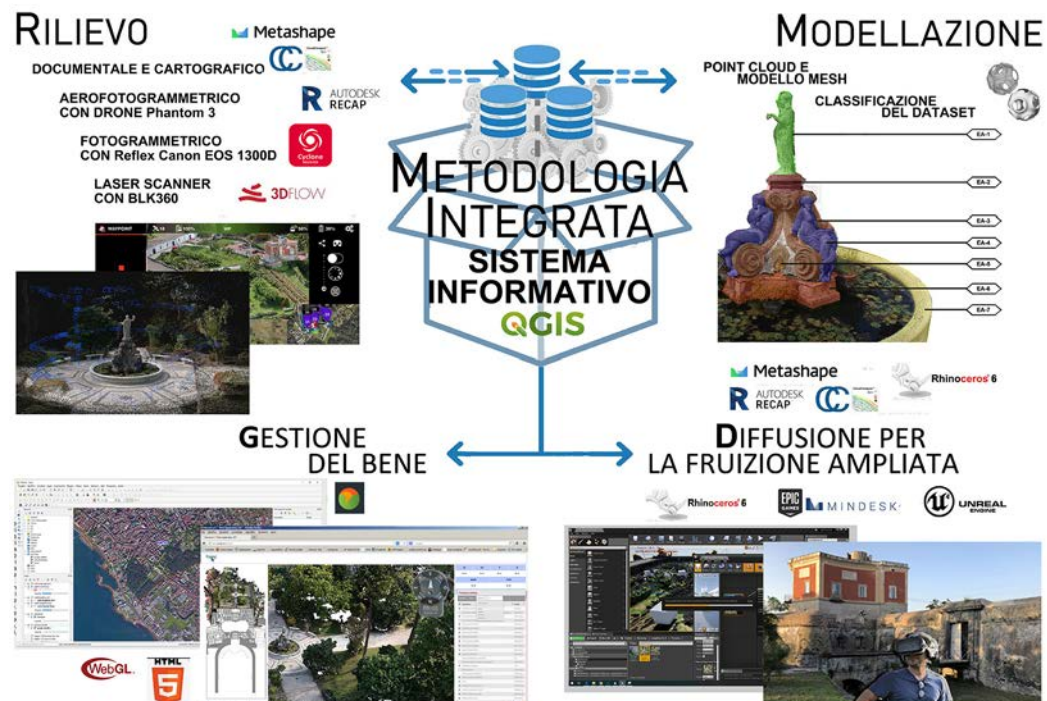 RILIEVO
Metashape
DOCUMENTALE E CARTOGRAFICO
AEROFOTOGRAMMETRICO
CON DRONE Phantom 3
AUTODESK
RECAP
FOTOGRAMMETRICO
CON Reflex Canon EOS 1300D
Cyclone
LASER SCANNER
CON BLK360
3DFLOW
WAYPOINT
METODOLOGIA
INTEGRATA
SISTEMA
INFORMATIVO
QGIS
MODELLAZIONE
POINT CLOUD E
MODELLO MESH
CLASSIFICAZIONE
DEL DATASET
EA-1
EA-2
EA-3
EA-4
EA-5
EA-6
EA-7
Metashape
AUTODESK
RECAP
Rhinoceros 6
GESTIONE
DEL BENE
WebGL
HTML
5
DIFFUSIONE PER
LA FRUIZIONE AMPLIATA
Rhinoceros 6
EPIC
GAMES
MINDESK
UNREAL
ENGINE